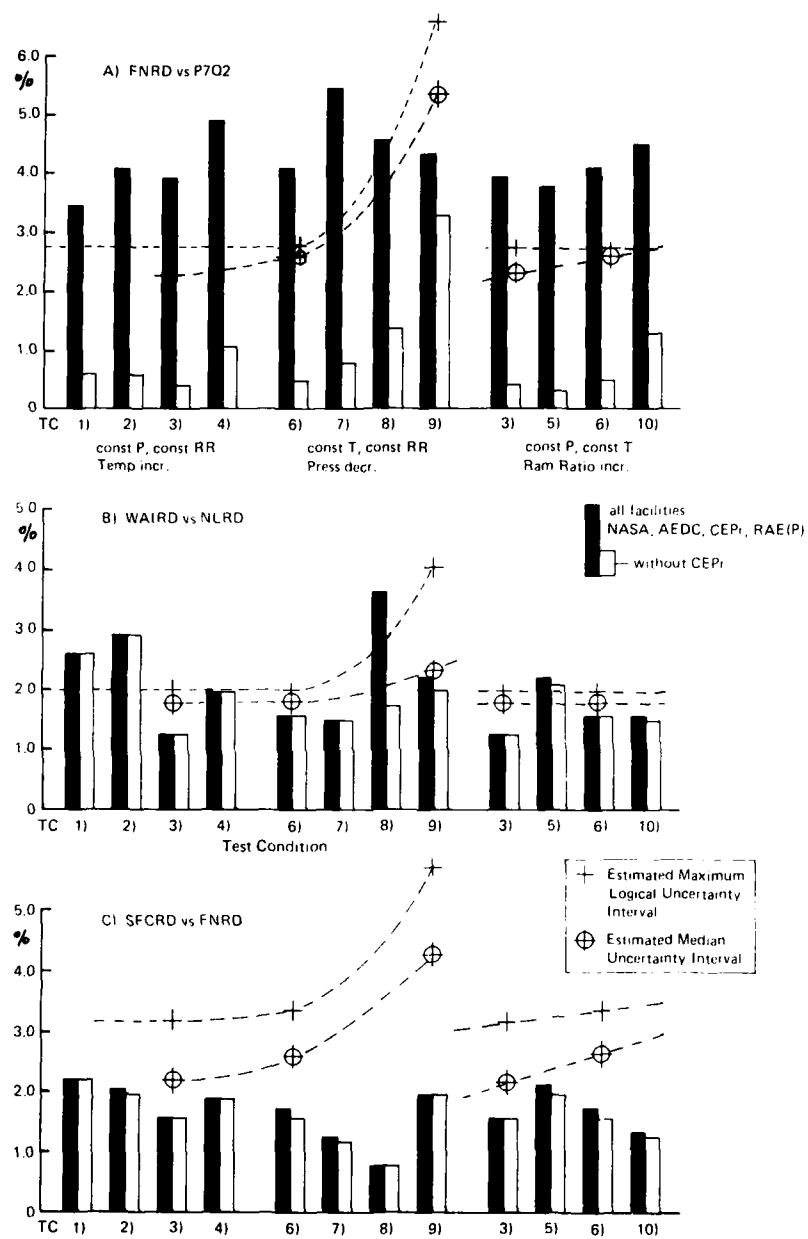 A) FNRD vs P7Q2
%
6.0
5.0
4.0
3.0
2.0
1.0
0
TC 1) 2) 3) 4) 6) 7) 8) 9) 3) 5) 6) 10)
const P, const RR const T, const RR const P, const T
Temp incr. Press decr. Ram Ratio incr.
B) WAIRD vs NLRD
%
5 0
4 0
3 0
2 0
1 0
0
all facilities
NASA, AEDC, CEPr, RAE(P)
without CEPr
TC 1) 2) 3) 4) 6) 7) 8) 9) 3) 5) 6) 10)
Test Condition
C) SFCRD vs FNRD
%
5.0
4.0
3.0
2.0
1.0
0
Estimated Maximum
Logical Uncertainty
Interval
Estimated Median
Uncertainty Interval
TC 1) 2) 3) 4) 6) 7) 8) 9) 3) 5) 6) 10)